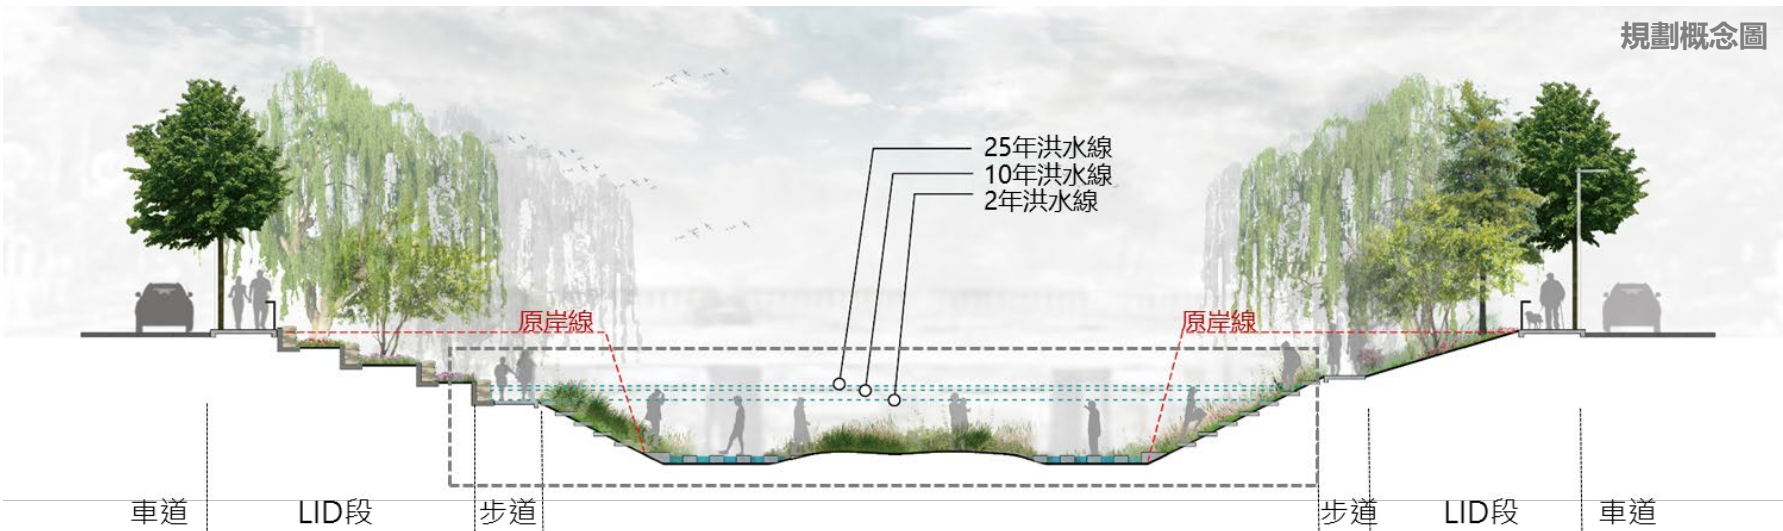 規劃概念圖
25年洪水線
10年洪水線
2年洪水線
原岸線
原岸線
車道
LID段
步道
步道
LID段
車道